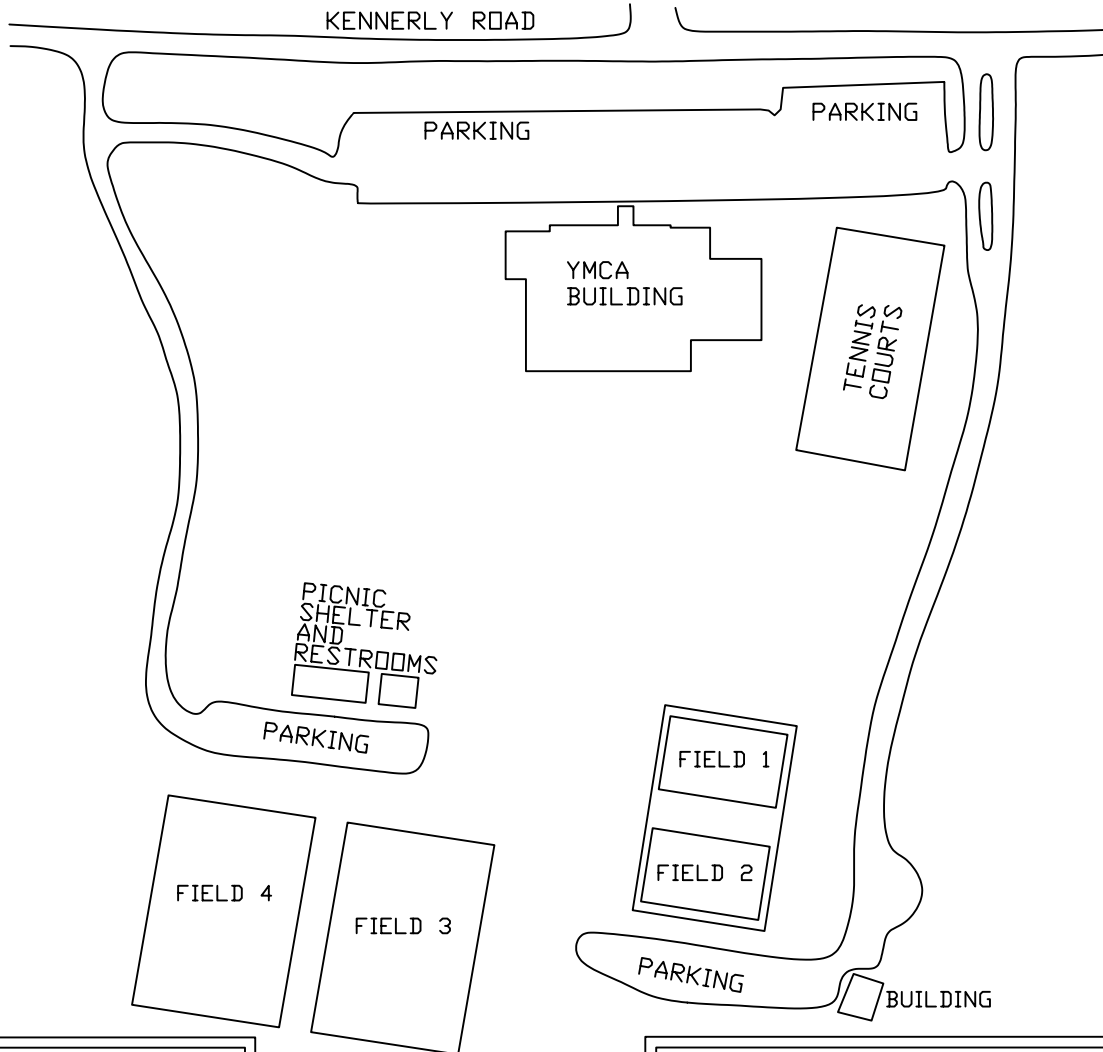 KENNERLY ROAD
PARKING
PARKING
YMCA
BUILDING
TENNIS
COURTS
PICNIC
SHELTER
AND
RESTROOMS
PARKING
FIELD 1
FIELD 2
FIELD 4
FIELD 3
PARKING
BUILDING